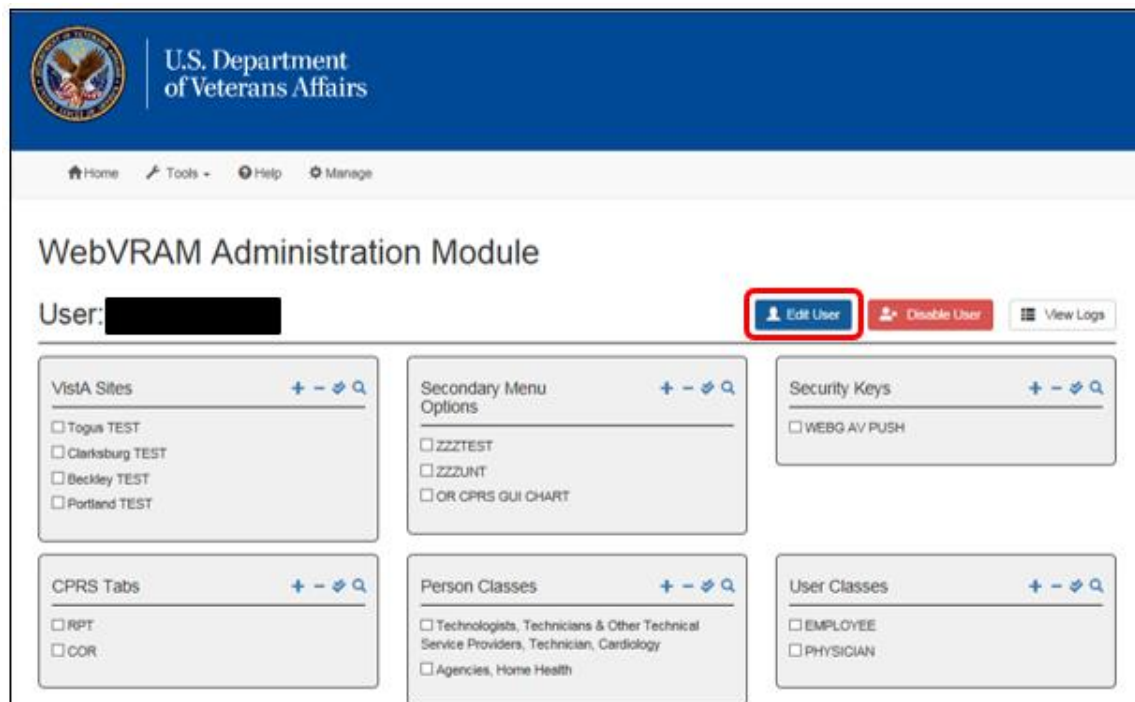 U.S. Department
of Veterans Affairs
Home Tools Help Manage
WebVRAM Administration Module
User:
Edit User Disable User View Logs
VistA Sites
Togus TEST
Clarksburg TEST
Beckley TEST
Portland TEST
Secondary Menu
Options
ZZZTEST
ZZZUNT
OR CPRS GUI CHART
Security Keys
WEBG AV PUSH
CPRS Tabs
RPT
COR
Person Classes
Technologists, Technicians & Other Technical
Service Providers, Technician, Cardiology
Agencies, Home Health
User Classes
EMPLOYEE
PHYSICIAN